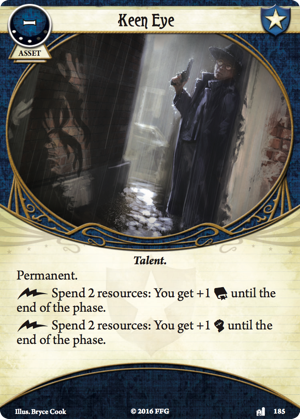 –
ASSET
Keen Eye
Talent.
Permanent.
Spend 2 resources: You get +1 until the
end of the phase.
Spend 2 resources: You get +1 until the
end of the phase.
Illus. Bryce Cook
© 2016 FFG
185